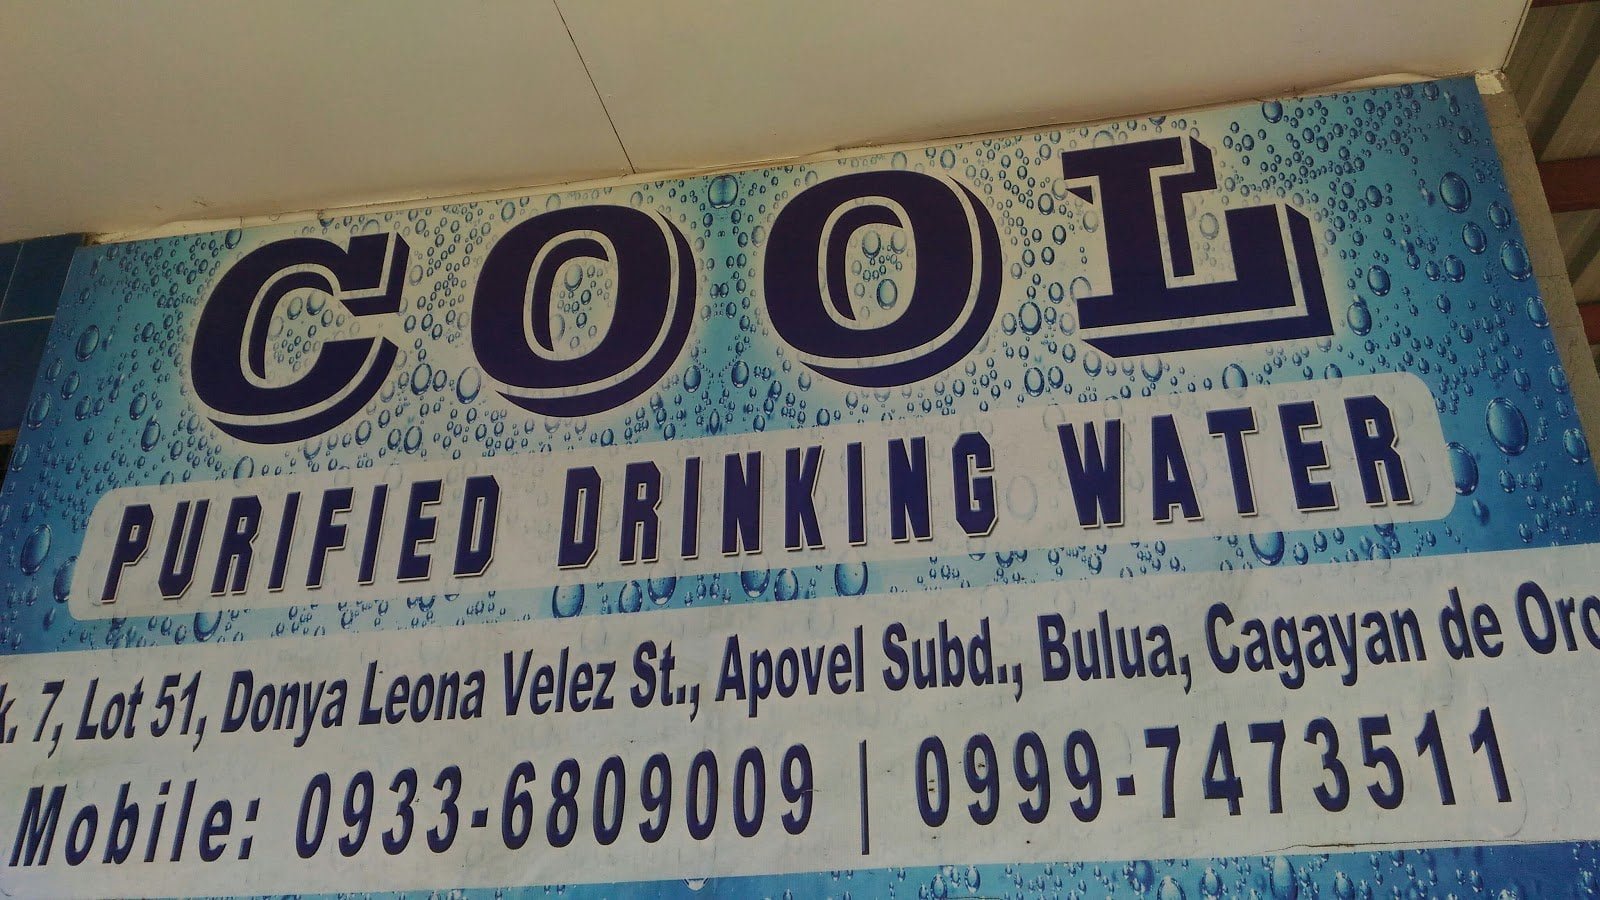 COOL
PURIFIED DRINKING WATER
7, Lot 51, Donya Leona Velez St., Apovel Subd., Bulua, Cagayan de Oro
Mobile: 0933-6809009 | 0999-7473511